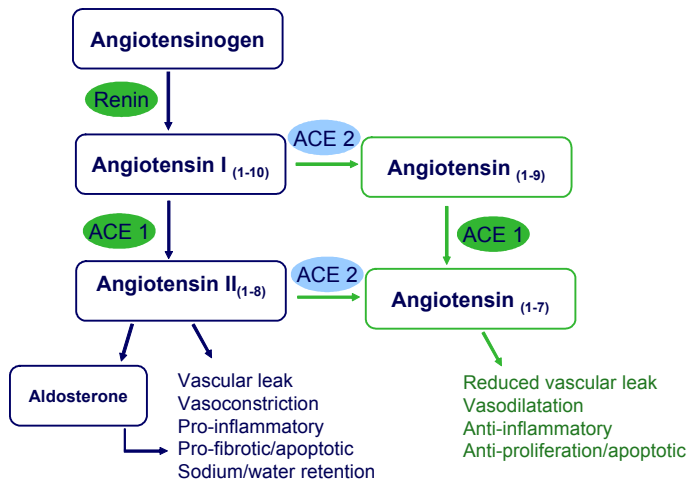 Angiotensinogen
Renin
ACE 2
Angiotensin I (1-10)
Angiotensin (1-9)
ACE 1
ACE 1
Angiotensin II(1-8)
ACE 2
Angiotensin (1-7)
Aldosterone
Vascular leak
Vasoconstriction
Pro-inflammatory
Pro-fibrotic/apoptotic
Sodium/water retention
Reduced vascular leak
Vasodilatation
Anti-inflammatory
Anti-proliferation/apoptotic